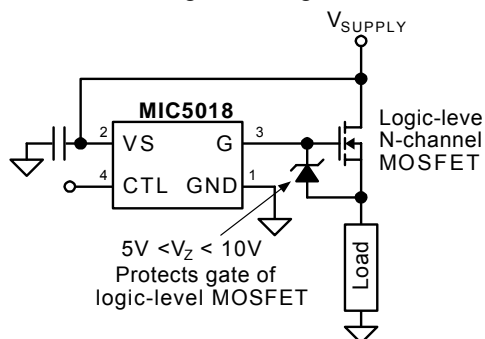 VSUPPLY
MIC5018
2 VS G 3
4 CTL GND 1
Logic-leve
N-channel
MOSFET
5V <VZ < 10V
Protects gate of
logic-level MOSFET
Load